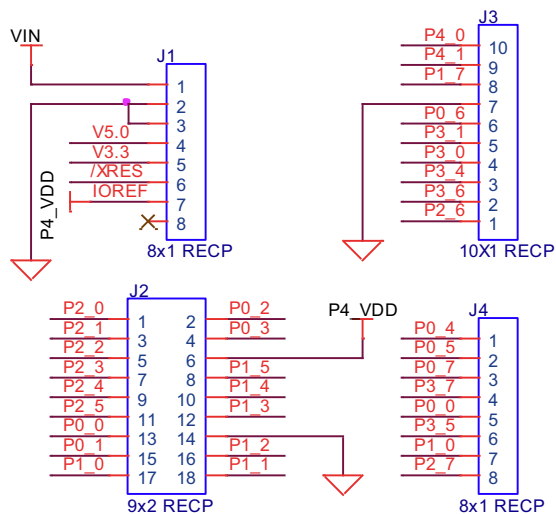 VIN
J1
1
2
3
V5.0 4
V3.3 5
/XRES 6
IOREF 7
8
P4_VDD
8x1 RECP
J3
P4_0 10
P4_1 9
P1_7 8
7
P0_6 6
P3_1 5
P3_0 4
P3_4 3
P3_6 2
P2_6 1
10X1 RECP
J2
P2_0 1 2 P0_2
P2_1 3 4 P0_3
P2_2 5 6
P2_3 7 8 P1_5
P2_4 9 10 P1_4
P2_5 11 12 P1_3
P0_0 13 14
P0_1 15 16 P1_2
P1_0 17 18 P1_1
9x2 RECP
P4_VDD
J4
P0_4 1
P0_5 2
P0_7 3
P3_7 4
P0_0 5
P3_5 6
P1_0 7
P2_7 8
8x1 RECP